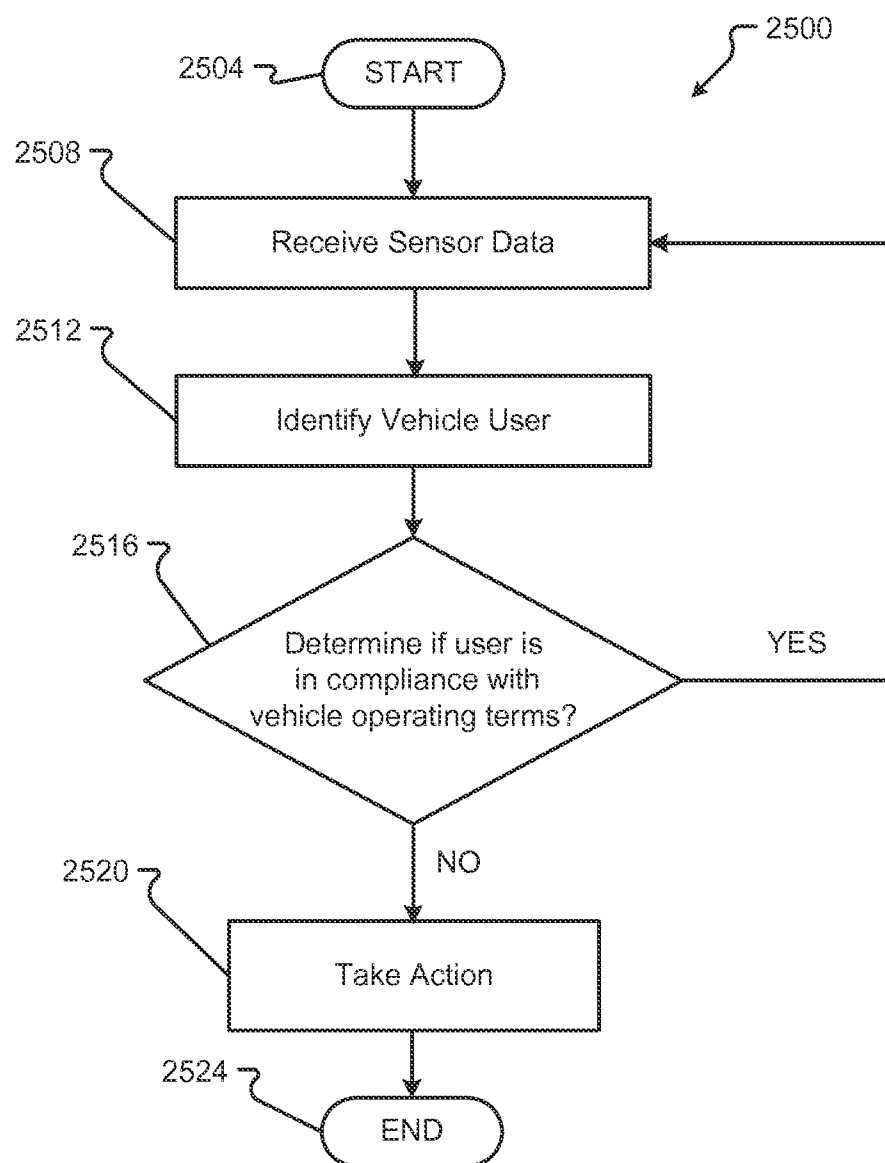 2500
2504
START
2508
Receive Sensor Data
2512
Identify Vehicle User
2516
Determine if user is
in compliance with
vehicle operating terms?
YES
NO
2520
Take Action
2524
END